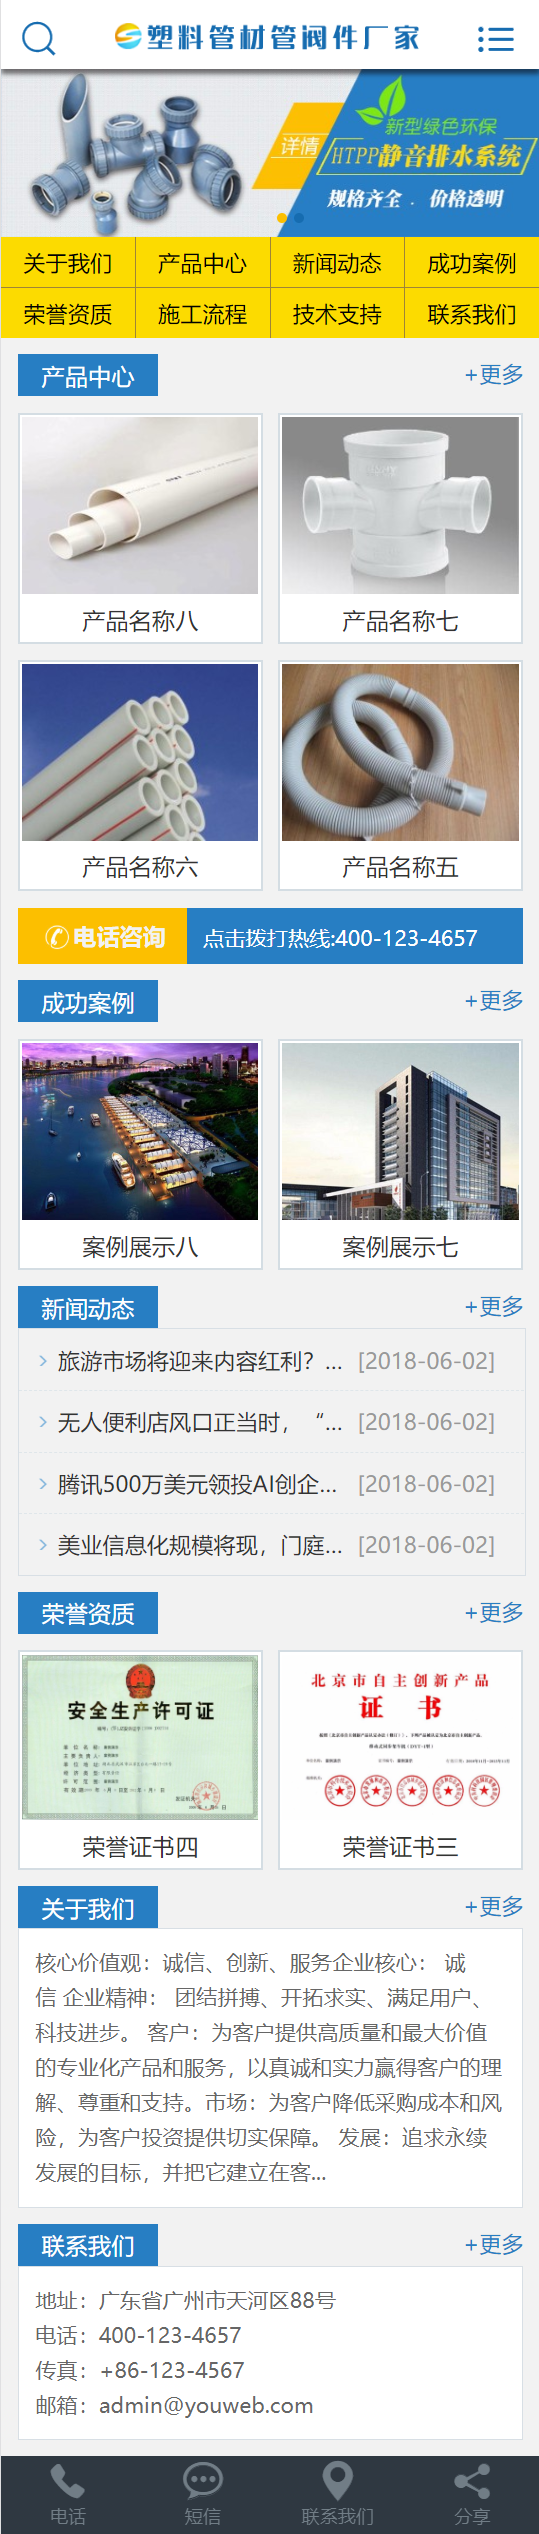 塑料管材管阀件厂家
新型绿色环保
详情
HTPP静音排水系统
规格齐全 . 价格透明
关于我们 产品中心 新闻动态 成功案例
荣誉资质 施工流程 技术支持 联系我们
产品中心 +更多
产品名称八 产品名称七
产品名称六 产品名称五
电话咨询 点击拨打热线:400-123-4657
成功案例 +更多
案例展示八 案例展示七
新闻动态 +更多
旅游市场将迎来内容红利？... [2018-06-02]
无人便利店风口正当时，“... [2018-06-02]
腾讯500万美元领投AI创企... [2018-06-02]
美业信息化规模将现，门庭... [2018-06-02]
荣誉资质 +更多
安全生产许可证
北京市自主创新产品
证 书
荣誉证书四 荣誉证书三
关于我们 +更多
核心价值观：诚信、创新、服务企业核心： 诚
信 企业精神： 团结拼搏、开拓求实、满足用户、
科技进步。 客户：为客户提供高质量和最大价值
的专业化产品和服务，以真诚和实力赢得客户的理
解、尊重和支持。市场：为客户降低采购成本和风
险，为客户投资提供切实保障。 发展：追求永续
发展的目标，并把它建立在客...
联系我们 +更多
地址：广东省广州市天河区88号
电话：400-123-4657
传真：+86-123-4567
邮箱：admin@youweb.com
电话 短信 联系我们 分享